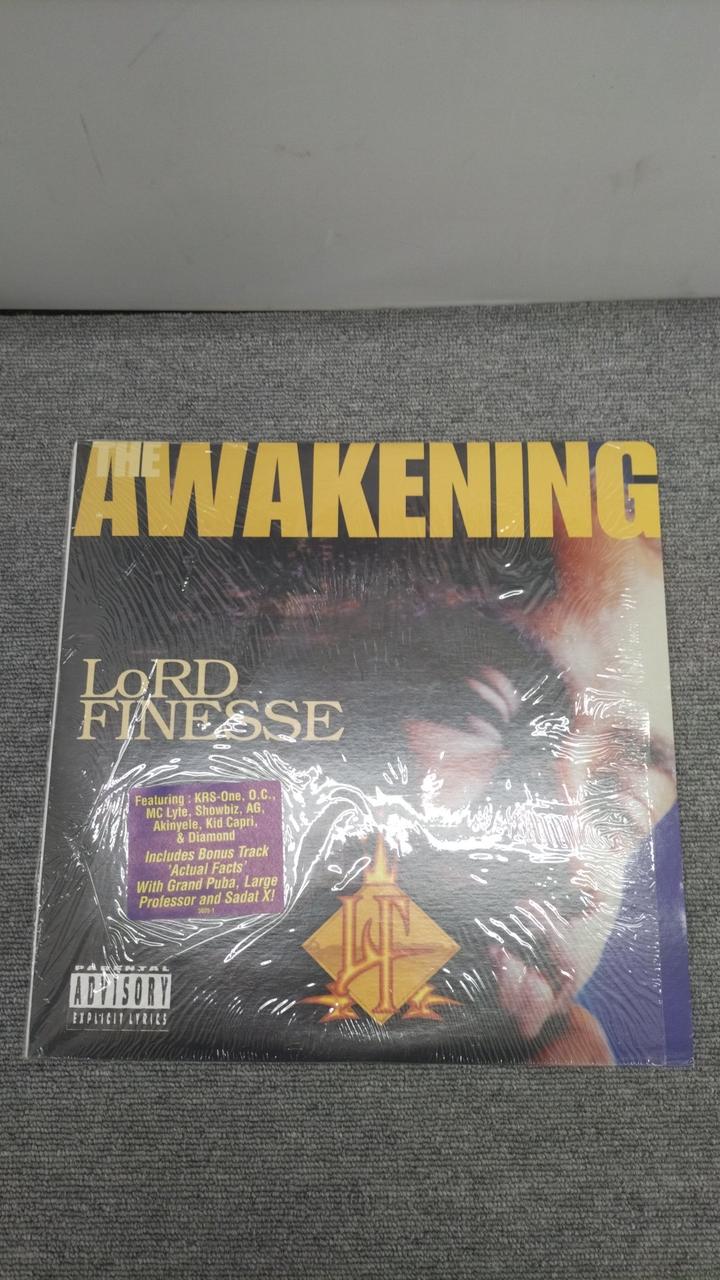 THE
AWAKENING
LoRD
FINESSE
Featuring : KRS-One, O.C.,
MC Lyte, Showbiz, AG,
Akinyele, Kid Capri,
& Diamond
Includes Bonus Track
'Actual Facts'
With Grand Puba, Large
Professor and Sadat X!
LF
PARENTAL
ADVISORY
EXPLICIT LYRICS